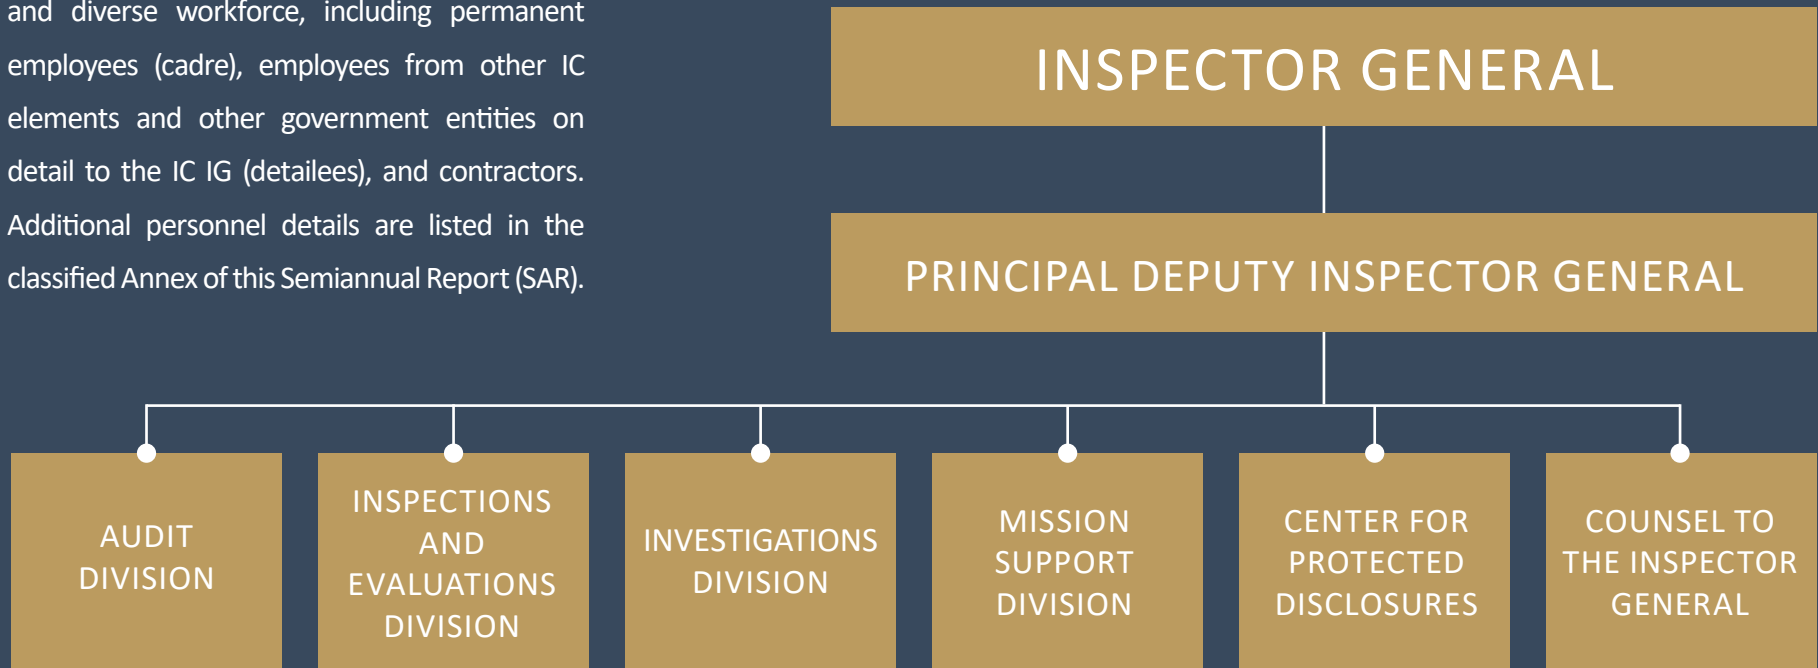 and diverse workforce, including permanent
employees (cadre), employees from other IC
elements and other government entities on
detail to the IC IG (detailees), and contractors.
Additional personnel details are listed in the
classified Annex of this Semiannual Report (SAR).
INSPECTOR GENERAL
PRINCIPAL DEPUTY INSPECTOR GENERAL
AUDIT
DIVISION
INSPECTIONS
AND
EVALUATIONS
DIVISION
INVESTIGATIONS
DIVISION
MISSION
SUPPORT
DIVISION
CENTER FOR
PROTECTED
DISCLOSURES
COUNSEL TO
THE INSPECTOR
GENERAL